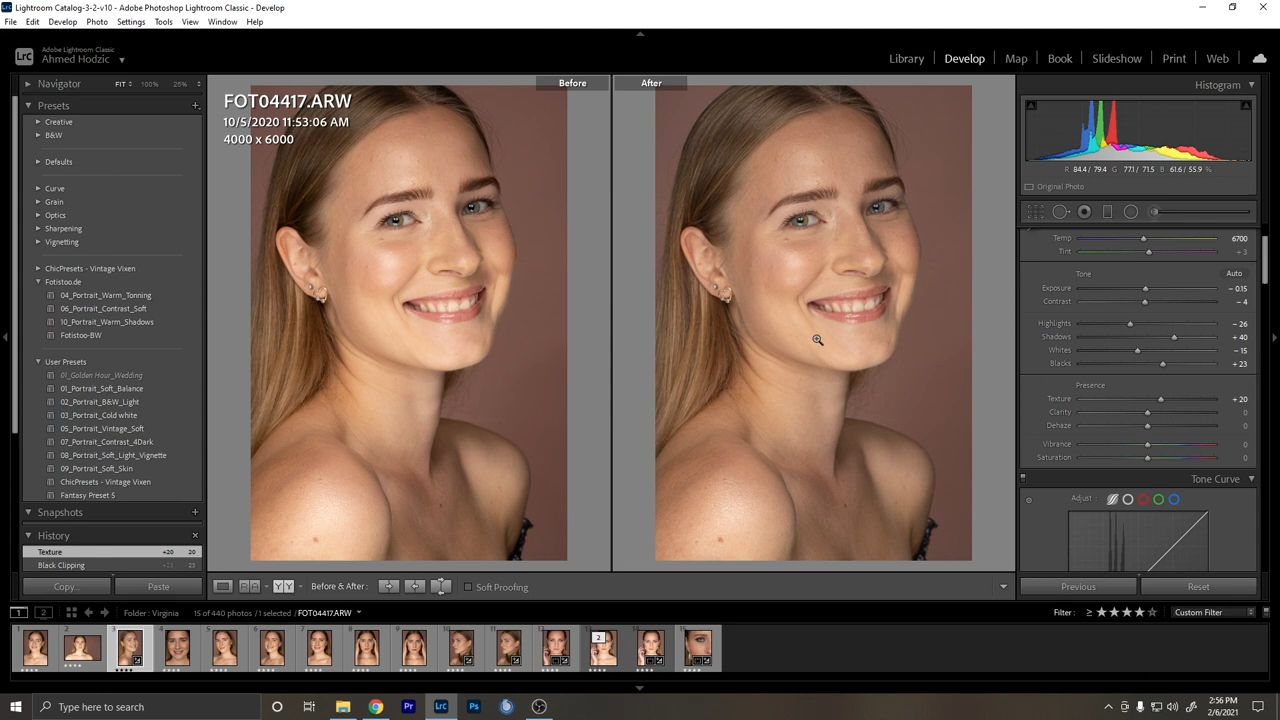 Lightroom Catalog-3-2-v10 - Adobe Photoshop Lightroom Classic - Develop
File Edit Develop Photo Settings Tools View Window Help
Lrc Adobe Lightroom Classic
Ahmed Hodzic
Library | Develop | Map | Book | Slideshow | Print | Web
Navigator FIT 100% 25%
Presets
Creative
B&W
Defaults
Curve
Grain
Optics
Sharpening
Vignetting
ChicPresets - Vintage Vixen
Fotistoo.de
04_Portrait_Warm_Tonning
06_Portrait_Contrast_Soft
10_Portrait_Warm_Shadows
Fotistoo-BW
User Presets
01_Golden Hour_Wedding
01_Portrait_Soft_Balance
02_Portrait_B&W_Light
03_Portrait_Cold white
05_Portrait_Vintage_Soft
07_Portrait_Contrast_4Dark
08_Portrait_Soft_Light_Vignette
09_Portrait_Soft_Skin
ChicPresets - Vintage Vixen
Fantasy Preset 5
Snapshots
History
Texture +20 20
Black Clipping +23 23
Copy... Paste
Before After
FOT04417.ARW
10/5/2020 11:53:06 AM
4000 x 6000
Before & After : Soft Proofing
Histogram
R 84.4 / 79.4 G 77.1 / 71.5 B 61.6 / 55.9 %
Original Photo
Temp 6700
Tint + 3
Tone Auto
Exposure − 0.15
Contrast − 4
Highlights − 26
Shadows + 40
Whites − 15
Blacks + 23
Presence
Texture + 20
Clarity 0
Dehaze 0
Vibrance 0
Saturation 0
Tone Curve
Adjust :
Previous Reset
1 2 Folder : Virginia 15 of 440 photos / 1 selected / FOT04417.ARW Filter : Custom Filter
Type here to search
Pr Lrc Ps
2:56 PM
2/6/2021